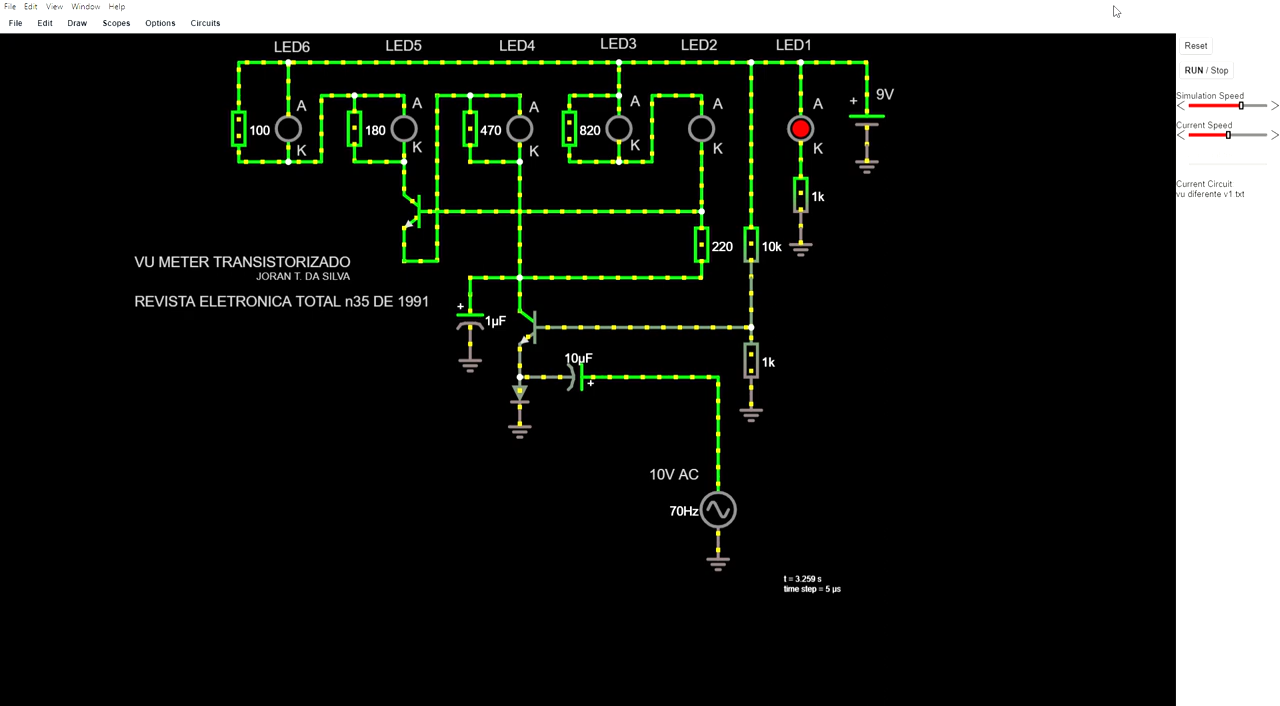 File Edit View Window Help
File Edit Draw Scopes Options Circuits
LED6 LED5 LED4 LED3 LED2 LED1
Reset
RUN / Stop
Simulation Speed
Current Speed
Current Circuit
vu diferente v1 txt
A A A A A A
+ 9V
100 180 470 820
K K K K K K
1k
220 10k
VU METER TRANSISTORIZADO
JORAN T. DA SILVA
REVISTA ELETRONICA TOTAL n35 DE 1991
+ 1µF
10µF
+
1k
10V AC
70Hz
t = 3.259 s
time step = 5 µs